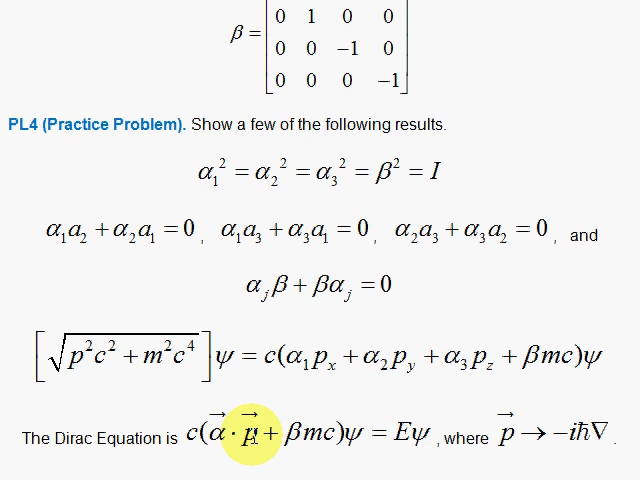 β = [ 0 1 0 0
0 0 −1 0
0 0 0 −1 ]
PL4 (Practice Problem). Show a few of the following results.
α₁² = α₂² = α₃² = β² = I
α₁a₂ + α₂a₁ = 0 , α₁a₃ + α₃a₁ = 0 , α₂a₃ + α₃a₂ = 0 , and
αⱼβ + βαⱼ = 0
[√(p²c² + m²c⁴)]ψ = c(α₁pₓ + α₂p_y + α₃p_z + βmc)ψ
The Dirac Equation is c(α⃗ · p⃗ + βmc)ψ = Eψ , where p⃗ → −iℏ∇ .